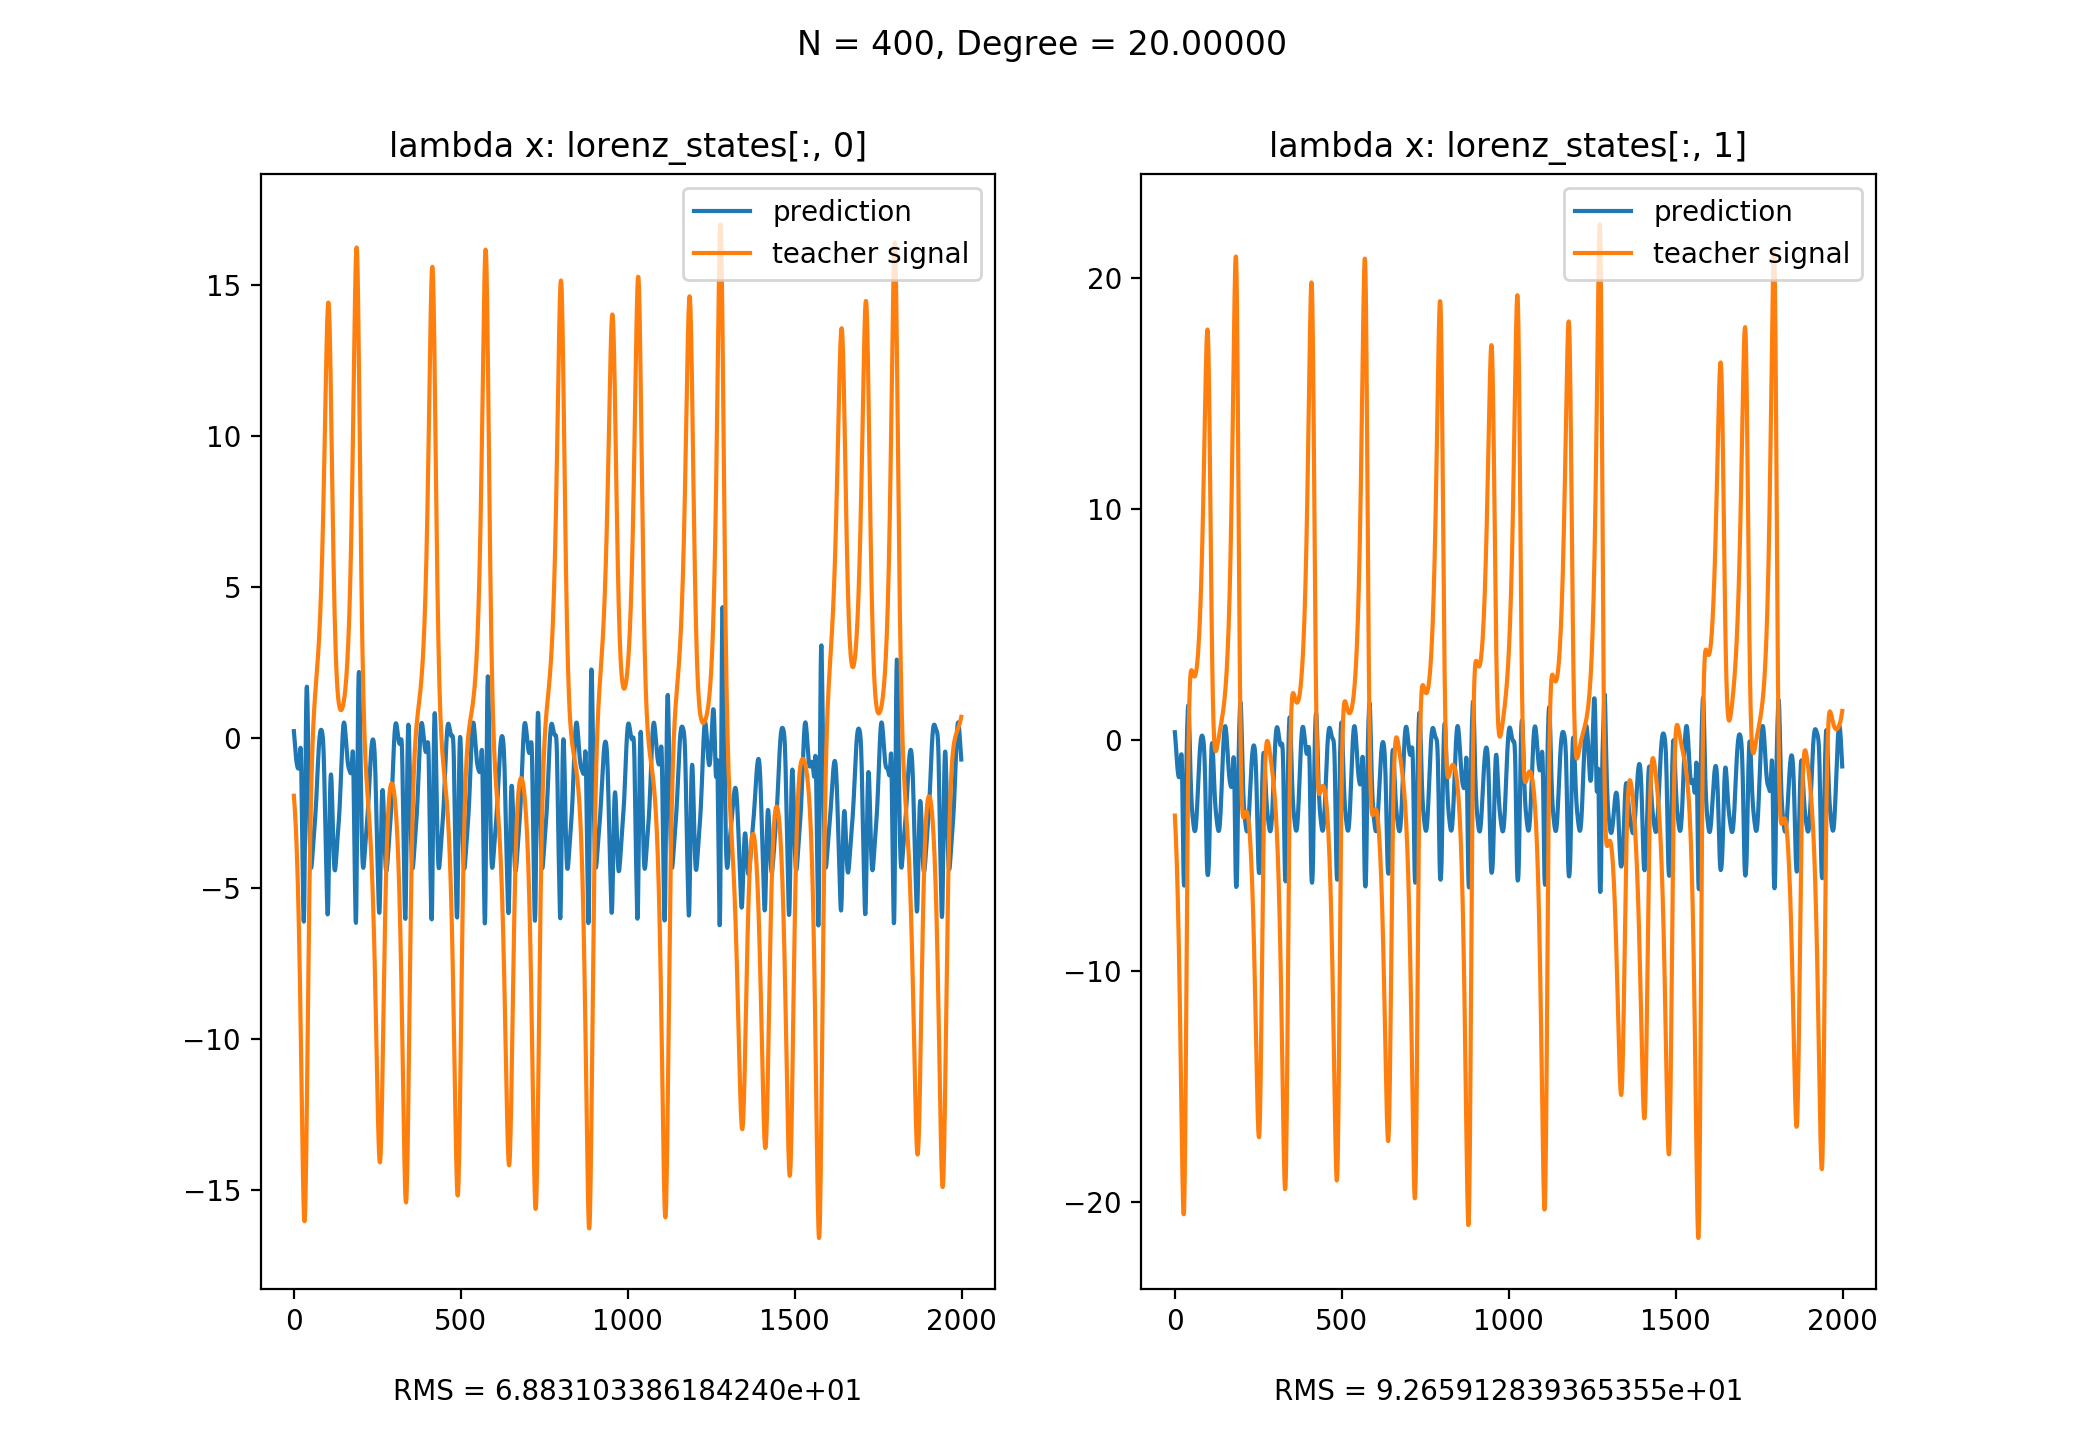 N = 400, Degree = 20.00000
lambda x: lorenz_states[:, 0]
prediction
teacher signal
15
10
5
0
−5
−10
−15
0 500 1000 1500 2000
RMS = 6.883103386184240e+01
lambda x: lorenz_states[:, 1]
prediction
teacher signal
20
10
0
−10
−20
0 500 1000 1500 2000
RMS = 9.265912839365355e+01